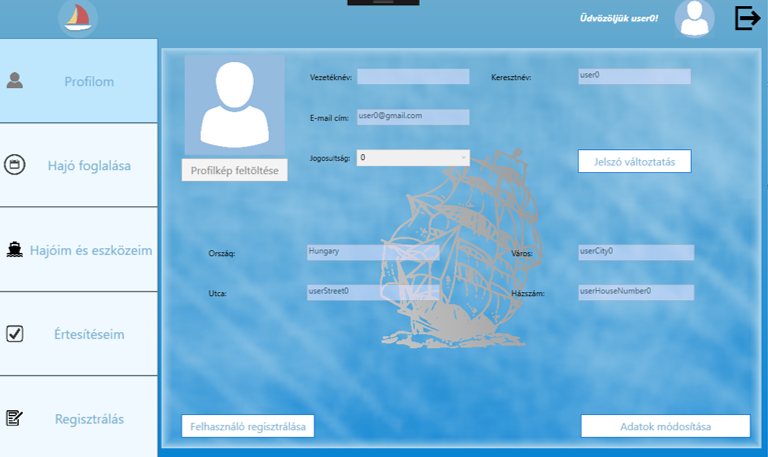 Üdvözöljük user0!
Profilom
Hajó foglalása
Hajóim és eszközeim
Értesítéseim
Regisztrálás
Vezetéknév:
Keresztnév: user0
E-mail cím: user0@gmail.com
Profilkép feltöltése
Jogosultság: 0
Jelszó változtatás
Ország: Hungary
Város: userCity0
Utca: userStreet0
Házszám: userHouseNumber0
Felhasználó regisztrálása
Adatok módosítása